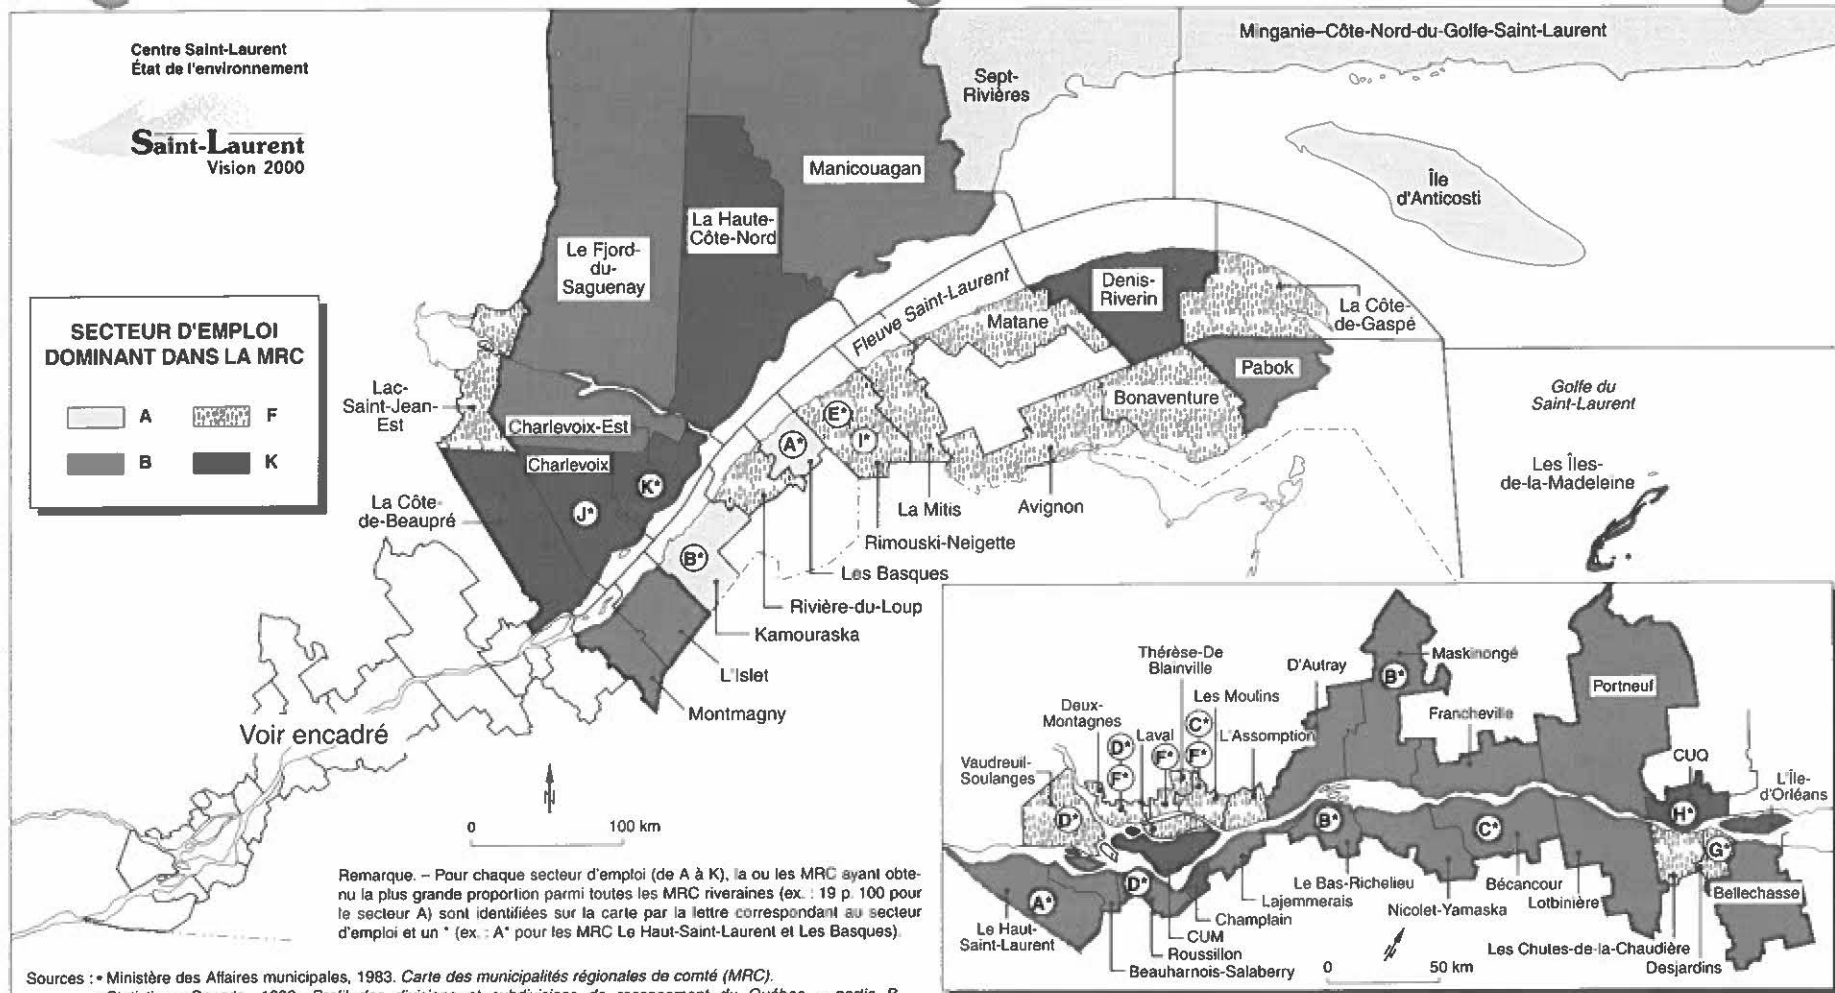 Centre Saint-Laurent
État de l'environnement
Saint-Laurent
Vision 2000
SECTEUR D'EMPLOI
DOMINANT DANS LA MRC
A
F
B
K
Minganie–Côte-Nord-du-Golfe-Saint-Laurent
Sept-
Rivières
Manicouagan
Île
d'Anticosti
La Haute-
Côte-Nord
Le Fjord-
du-
Saguenay
Fleuve Saint-Laurent
Denis-
Riverin
La Côte-
de-Gaspé
Matane
Pabok
Bonaventure
Lac-
Saint-Jean-
Est
Charlevoix-Est
Charlevoix
E*
I*
A*
K*
J*
B*
La Côte-
de-Beaupré
Golfe du
Saint-Laurent
Les Îles-
de-la-Madeleine
La Mitis
Avignon
Rimouski-Neigette
Les Basques
Rivière-du-Loup
Kamouraska
L'Islet
Montmagny
Voir encadré
N
0 100 km
Remarque. – Pour chaque secteur d'emploi (de A à K), la ou les MRC ayant obte-
nu la plus grande proportion parmi toutes les MRC riveraines (ex. : 19 p. 100 pour
le secteur A) sont identifiées sur la carte par la lettre correspondant au secteur
d'emploi et un * (ex. : A* pour les MRC Le Haut-Saint-Laurent et Les Basques).
Thérèse-De
Blainville
D'Autray
Maskinongé
B*
Portneuf
Deux-
Montagnes
Les Moulins
Francheville
C*
D*
Laval
L'Assomption
F*
F*
F*
Vaudreuil-
Soulanges
CUQ
L'Île-
d'Orléans
D*
B*
C*
H*
G*
D*
A*
Le Bas-Richelieu
Bécancour
Bellechasse
Lajemmerais
Nicolet-Yamaska
Lotbinière
Le Haut-
Saint-Laurent
Champlain
CUM
Les Chutes-de-la-Chaudière
Roussillon
Desjardins
Beauharnois-Salaberry
N
0 50 km
Sources : • Ministère des Affaires municipales, 1983. Carte des municipalités régionales de comté (MRC).